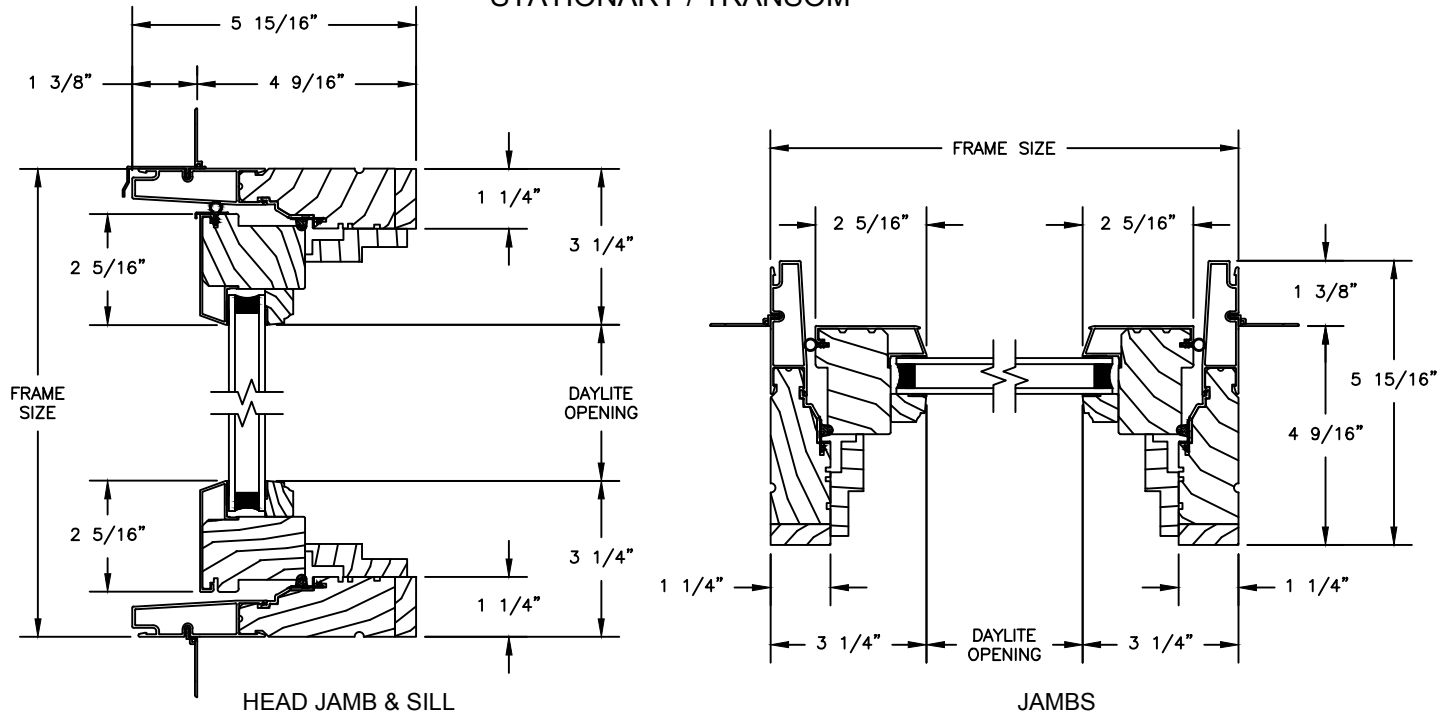 STATIONARY / TRANSOM
5 15/16”
1 3/8”
4 9/16”
1 1/4”
3 1/4”
2 5/16”
FRAME
SIZE
DAYLITE
OPENING
2 5/16”
3 1/4”
1 1/4”
HEAD JAMB & SILL
FRAME SIZE
2 5/16”
2 5/16”
1 3/8”
5 15/16”
4 9/16”
1 1/4”
1 1/4”
3 1/4”
DAYLITE
OPENING
3 1/4”
JAMBS